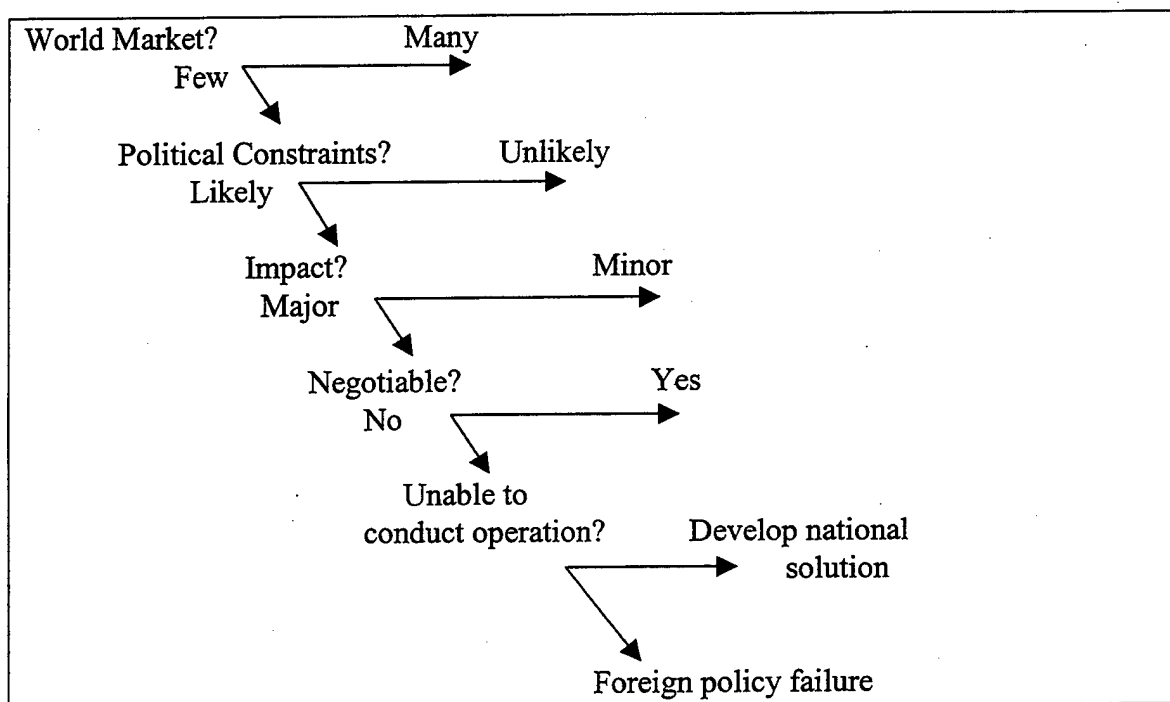 World Market? Many
Few
Political Constraints? Unlikely
Likely
Impact? Minor
Major
Negotiable? Yes
No
Unable to
conduct operation? Develop national
solution
Foreign policy failure